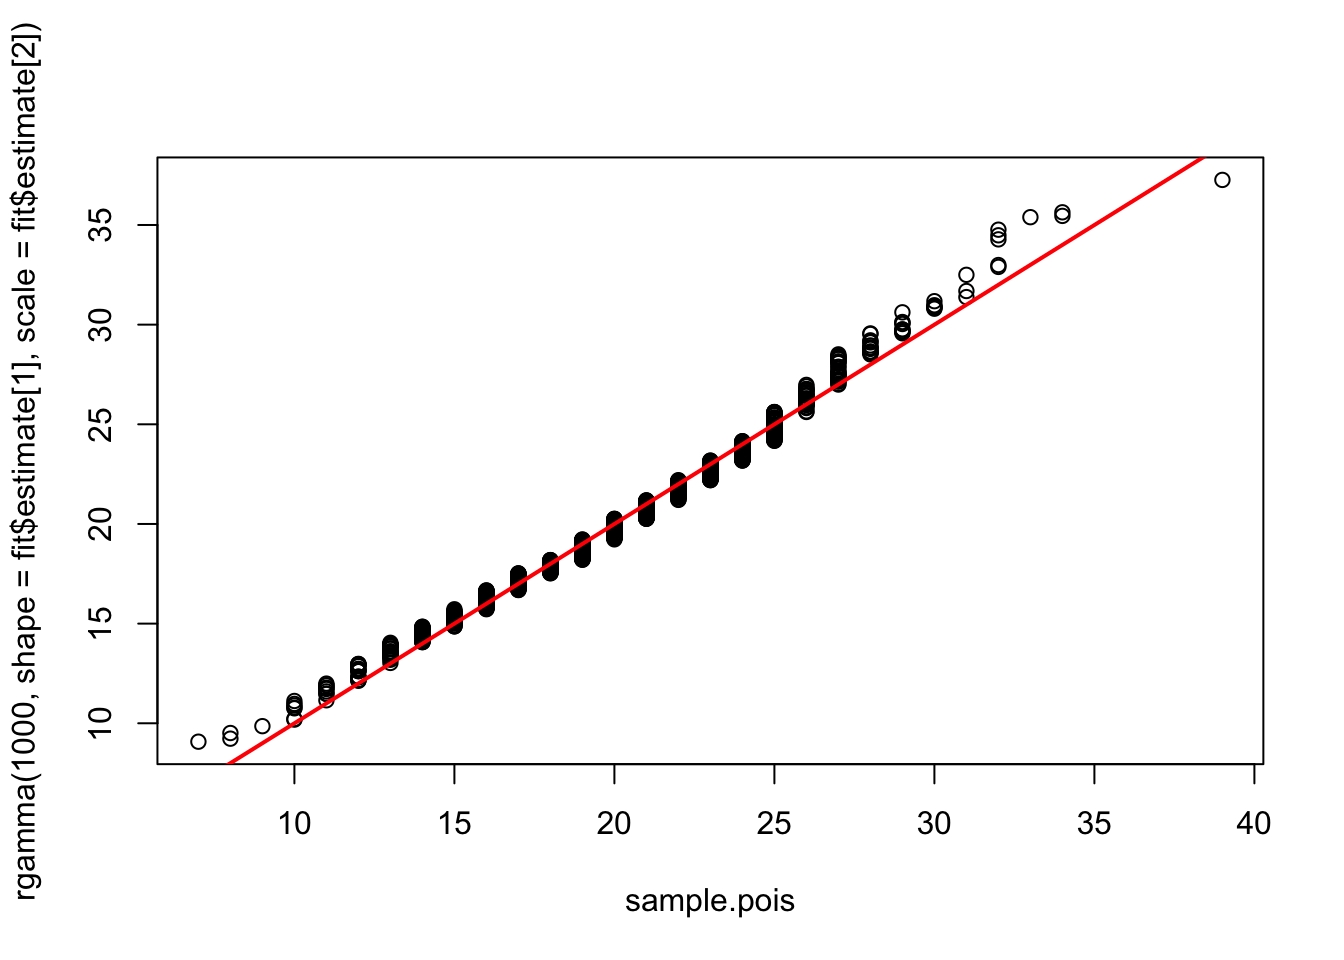 rgamma(1000, shape = fit$estimate[1], scale = fit$estimate[2])
35
30
25
20
15
10
10 15 20 25 30 35 40
sample.pois